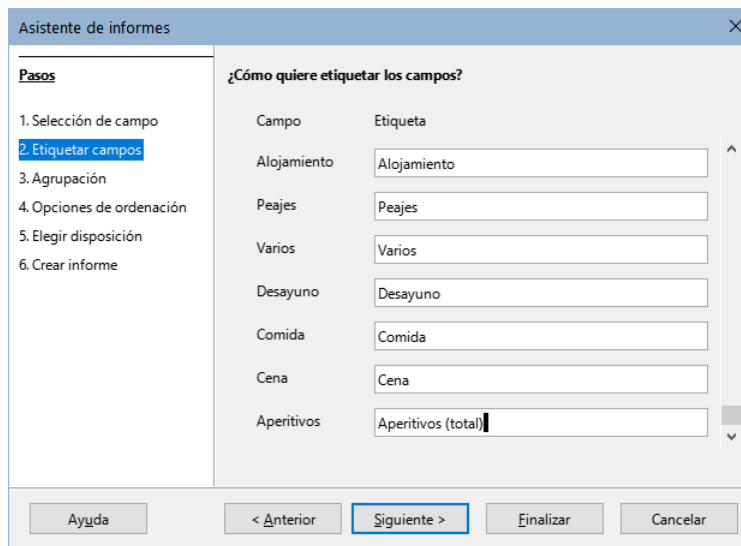 Asistente de informes
Pasos
1. Selección de campo
2. Etiquetar campos
3. Agrupación
4. Opciones de ordenación
5. Elegir disposición
6. Crear informe
¿Cómo quiere etiquetar los campos?
Campo Etiqueta
Alojamiento Alojamiento
Peajes Peajes
Varios Varios
Desayuno Desayuno
Comida Comida
Cena Cena
Aperitivos Aperitivos (total)
Ayuda < Anterior Siguiente > Finalizar Cancelar